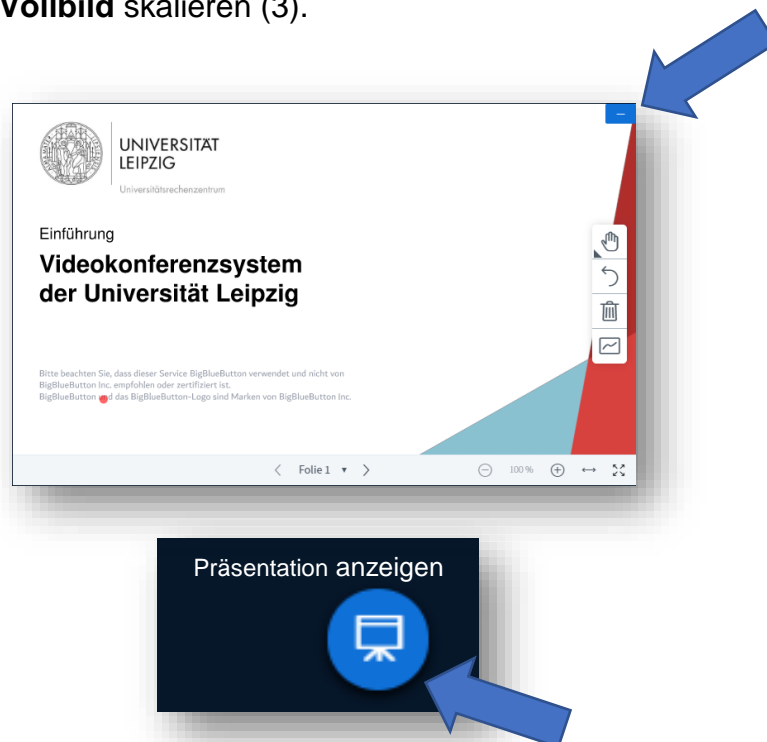 Vollbild skalieren (3).
UNIVERSITÄT
LEIPZIG
Universitätsrechenzentrum
Einführung
Videokonferenzsystem
der Universität Leipzig
Bitte beachten Sie, dass dieser Service BigBlueButton verwendet und nicht von
BigBlueButton Inc. empfohlen oder zertifiziert ist.
BigBlueButton und das BigBlueButton-Logo sind Marken von BigBlueButton Inc.
Folie 1
100 %
Präsentation anzeigen